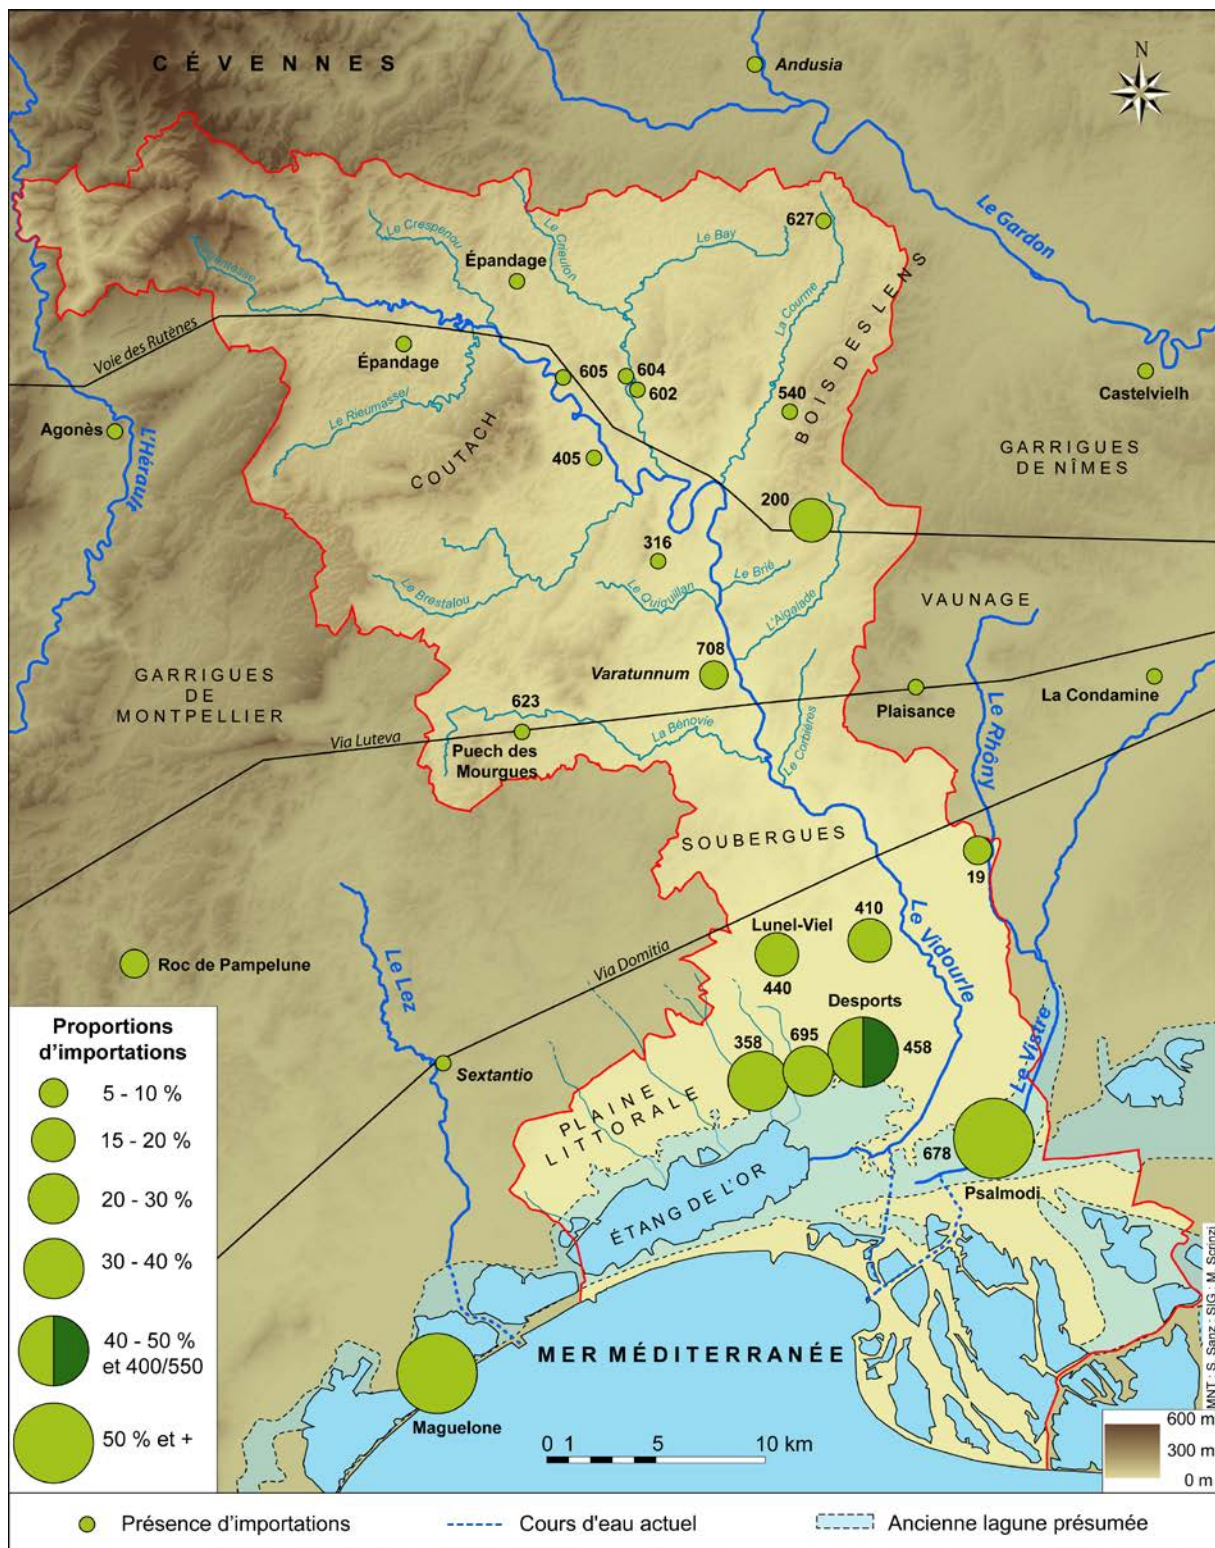 CÉVENNES
Andusia
N
Le Gardon
627
Le Crespenou
Le Crieulon
Le Bay
Épandage
La Courme
BOIS DES LENS
Voie des Rutènes
Épandage
605
604
602
Castelvielh
Le Rieumassel
540
Agonès
L'Hérault
COUTACH
405
GARRIGUES
DE NÎMES
200
316
Le Brié
Le Brestalou
Le Quiquillan
L'Aigalade
VAUNAGE
708
Varatunnum
GARRIGUES
DE
MONTPELLIER
623
Plaisance
La Condamine
Via Luteva
Puech des
Mourgues
La Bénovie
Le Corbières
Le Rhôny
SOUBERGUES
19
Lunel-Viel
410
Le Vidourle
Roc de Pampelune
Le Lez
Via Domitia
440
Desports
358
695
458
Le Vistre
Sextantio
PLAINE
LITTORALE
678
Psalmodi
ÉTANG DE L'OR
MER MÉDITERRANÉE
Maguelone
0 1 5 10 km
Proportions
d'importations
5 - 10 %
15 - 20 %
20 - 30 %
30 - 40 %
40 - 50 %
et 400/550
50 % et +
MNT : S. Sanz ; SIG : M. Scrinzi
600 m
300 m
0 m
Présence d'importations
Cours d'eau actuel
Ancienne lagune présumée